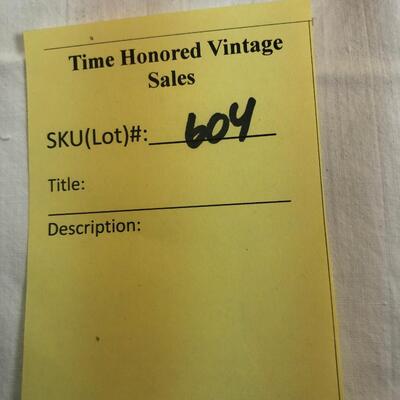 Time Honored Vintage
Sales
SKU(Lot)#: 604
Title:
Description: